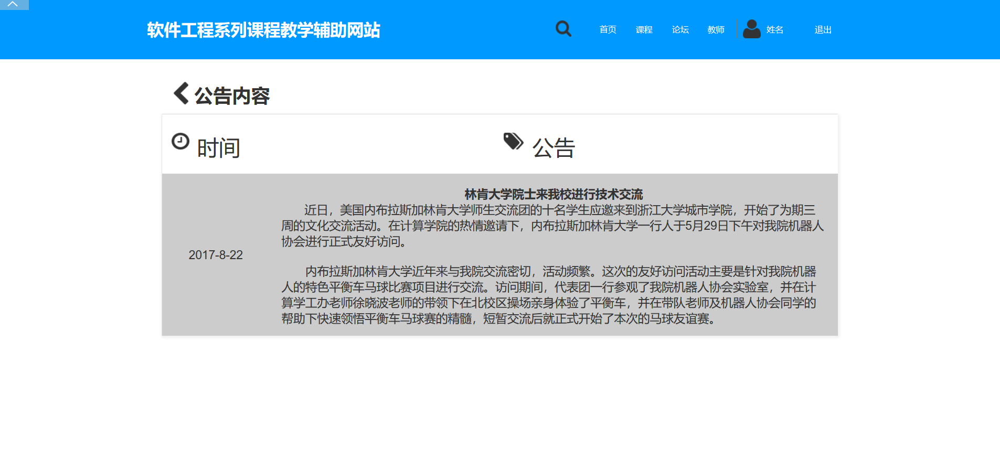 软件工程系列课程教学辅助网站
首页 课程 论坛 教师 姓名 退出
公告内容
时间 公告
林肯大学院士来我校进行技术交流
近日，美国内布拉斯加林肯大学师生交流团的十名学生应邀来到浙江大学城市学院，开始了为期三
周的文化交流活动。在计算学院的热情邀请下，内布拉斯加林肯大学一行人于5月29日下午对我院机器人
协会进行正式友好访问。
2017-8-22
内布拉斯加林肯大学近年来与我院交流密切，活动频繁。这次的友好访问活动主要是针对我院机器
人的特色平衡车马球比赛项目进行交流。访问期间，代表团一行参观了我院机器人协会实验室，并在计
算学工办老师徐晓波老师的带领下在北校区操场亲身体验了平衡车，并在带队老师及机器人协会同学的
帮助下快速领悟平衡车马球赛的精髓，短暂交流后就正式开始了本次的马球友谊赛。